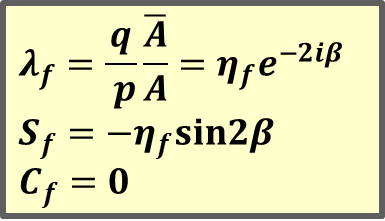 λ_f = q/p A̅/A = η_f e^{-2iβ}
S_f = −η_f sin2β
C_f = 0